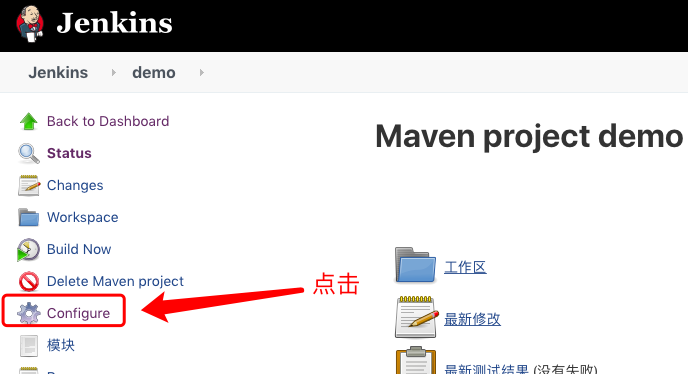 Jenkins
Jenkins demo
Back to Dashboard
Status
Changes
Workspace
Build Now
Delete Maven project
Configure
模块
Maven project demo
工作区
最新修改
最新测试结果 (没有失败)
点击